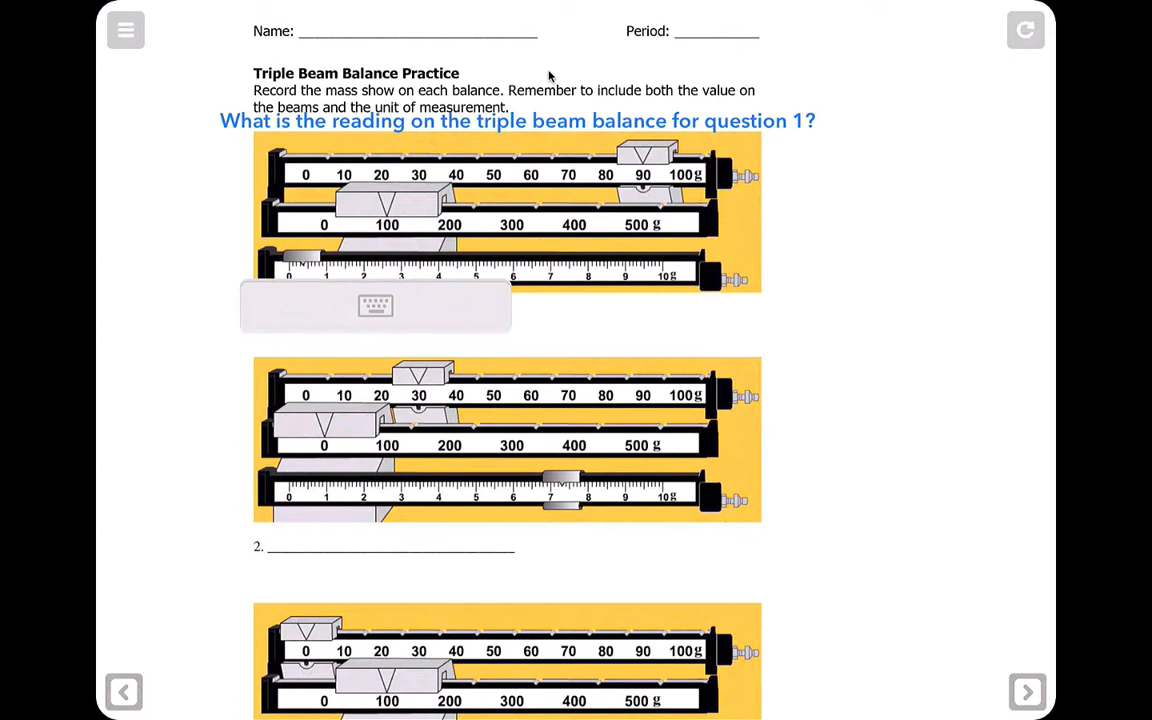 Name: ______________________________ Period: ___________
Triple Beam Balance Practice
Record the mass show on each balance. Remember to include both the value on
the beams and the unit of measurement.
What is the reading on the triple beam balance for question 1?
0 10 20 30 40 50 60 70 80 90 100g
0 100 200 300 400 500 g
0 1 2 3 4 5 6 7 8 9 10g
0 10 20 30 40 50 60 70 80 90 100g
0 100 200 300 400 500 g
0 1 2 3 4 5 6 7 8 9 10g
2. ______________________________
0 10 20 30 40 50 60 70 80 90 100g
0 100 200 300 400 500 g